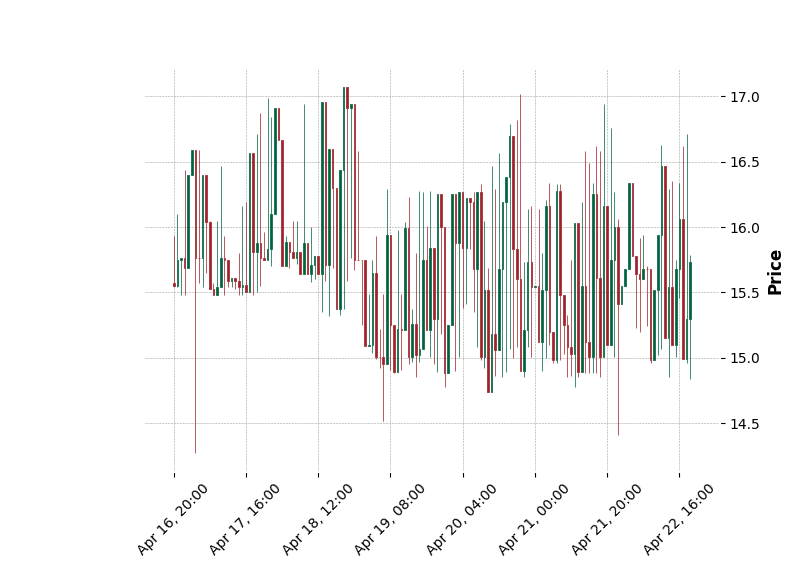 17.0
16.5
16.0
15.5
15.0
14.5
Price
Apr 16, 20:00
Apr 17, 16:00
Apr 18, 12:00
Apr 19, 08:00
Apr 20, 04:00
Apr 21, 00:00
Apr 21, 20:00
Apr 22, 16:00